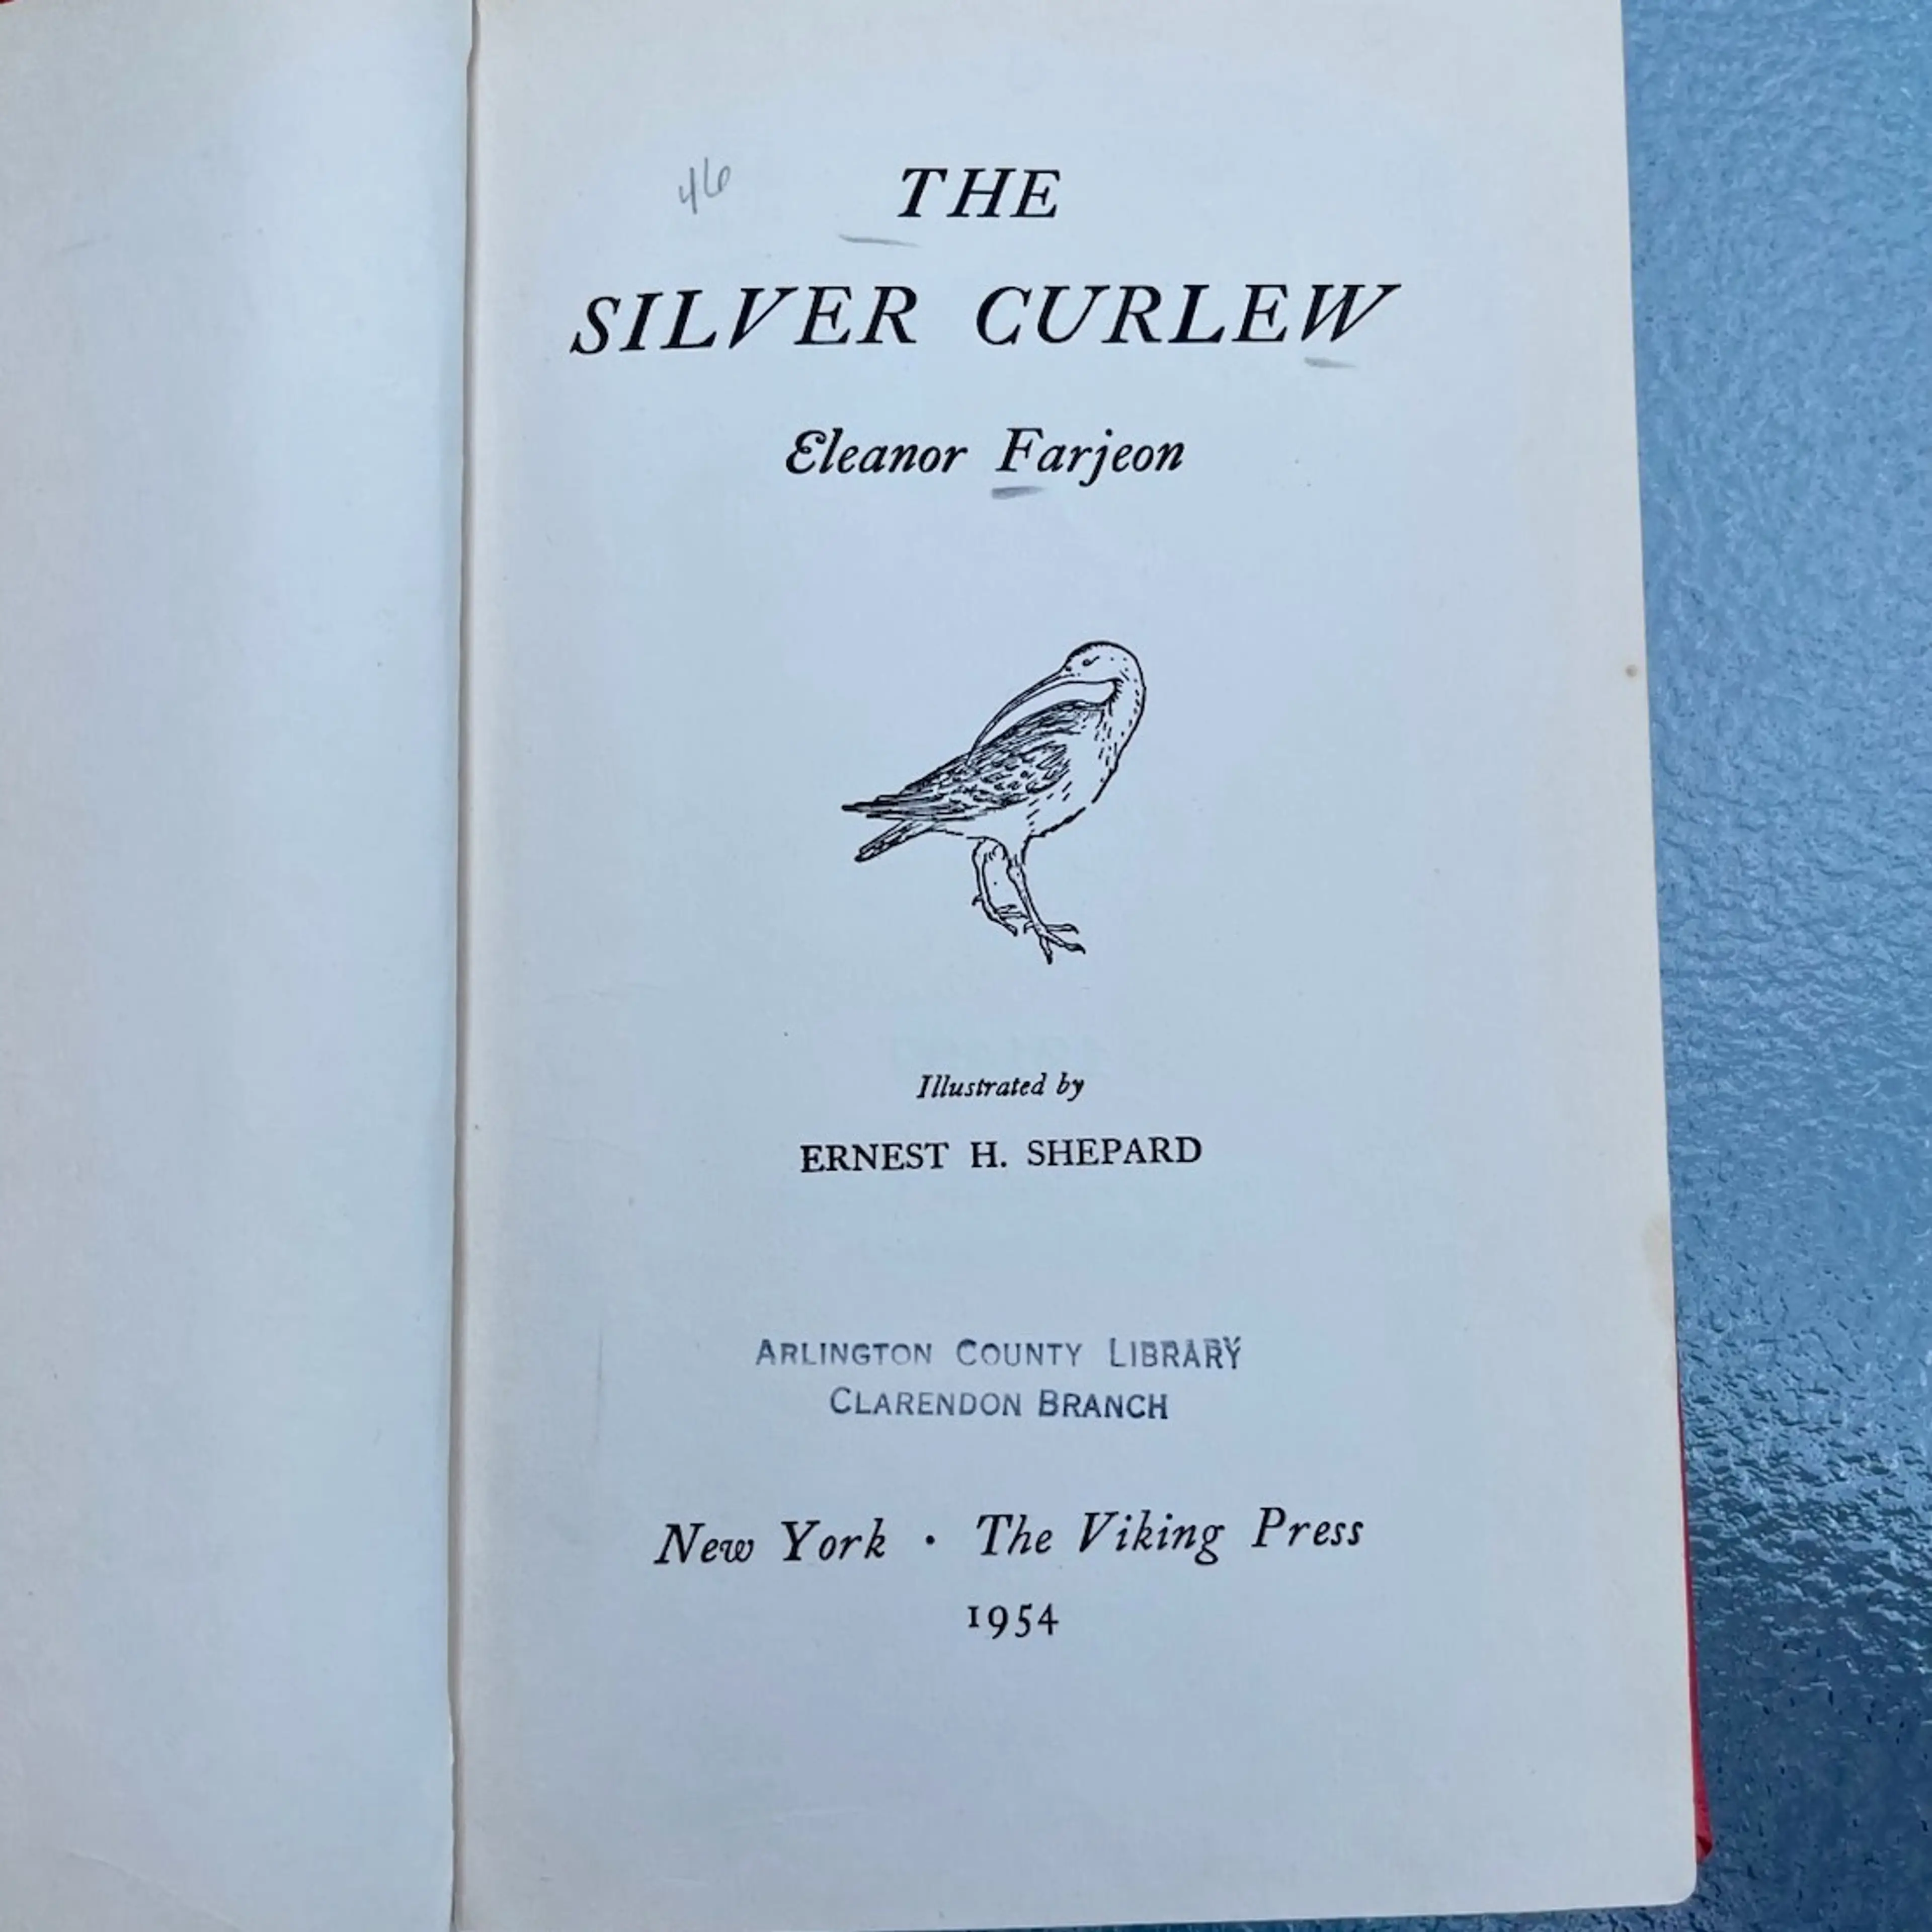 46
THE
SILVER CURLEW
Eleanor Farjeon
Illustrated by
ERNEST H. SHEPARD
ARLINGTON COUNTY LIBRARY
CLARENDON BRANCH
New York · The Viking Press
1954